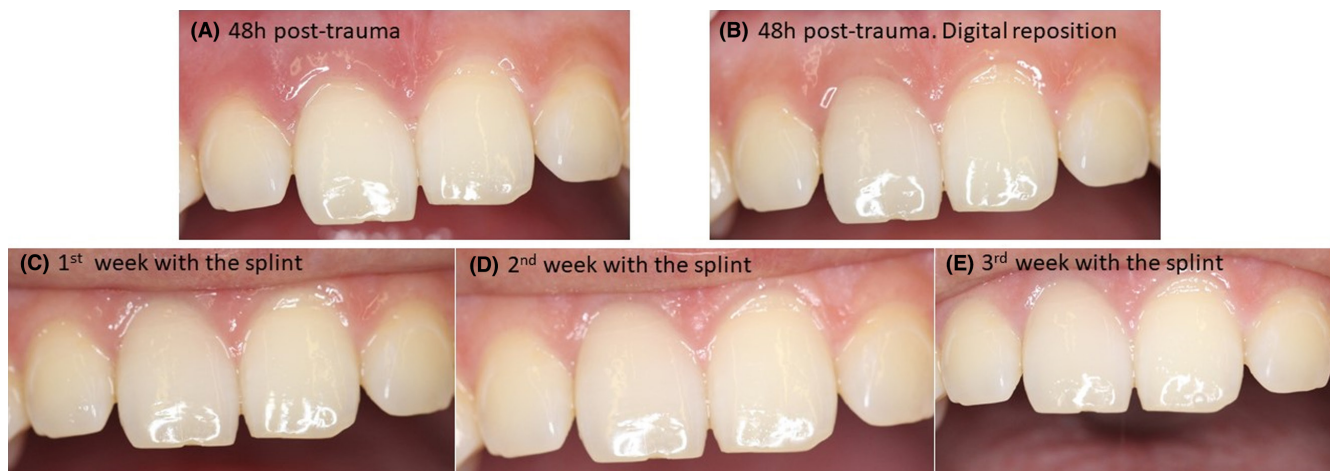 (A) 48h post-trauma
(B) 48h post-trauma. Digital reposition
(C) 1st week with the splint
(D) 2nd week with the splint
(E) 3rd week with the splint